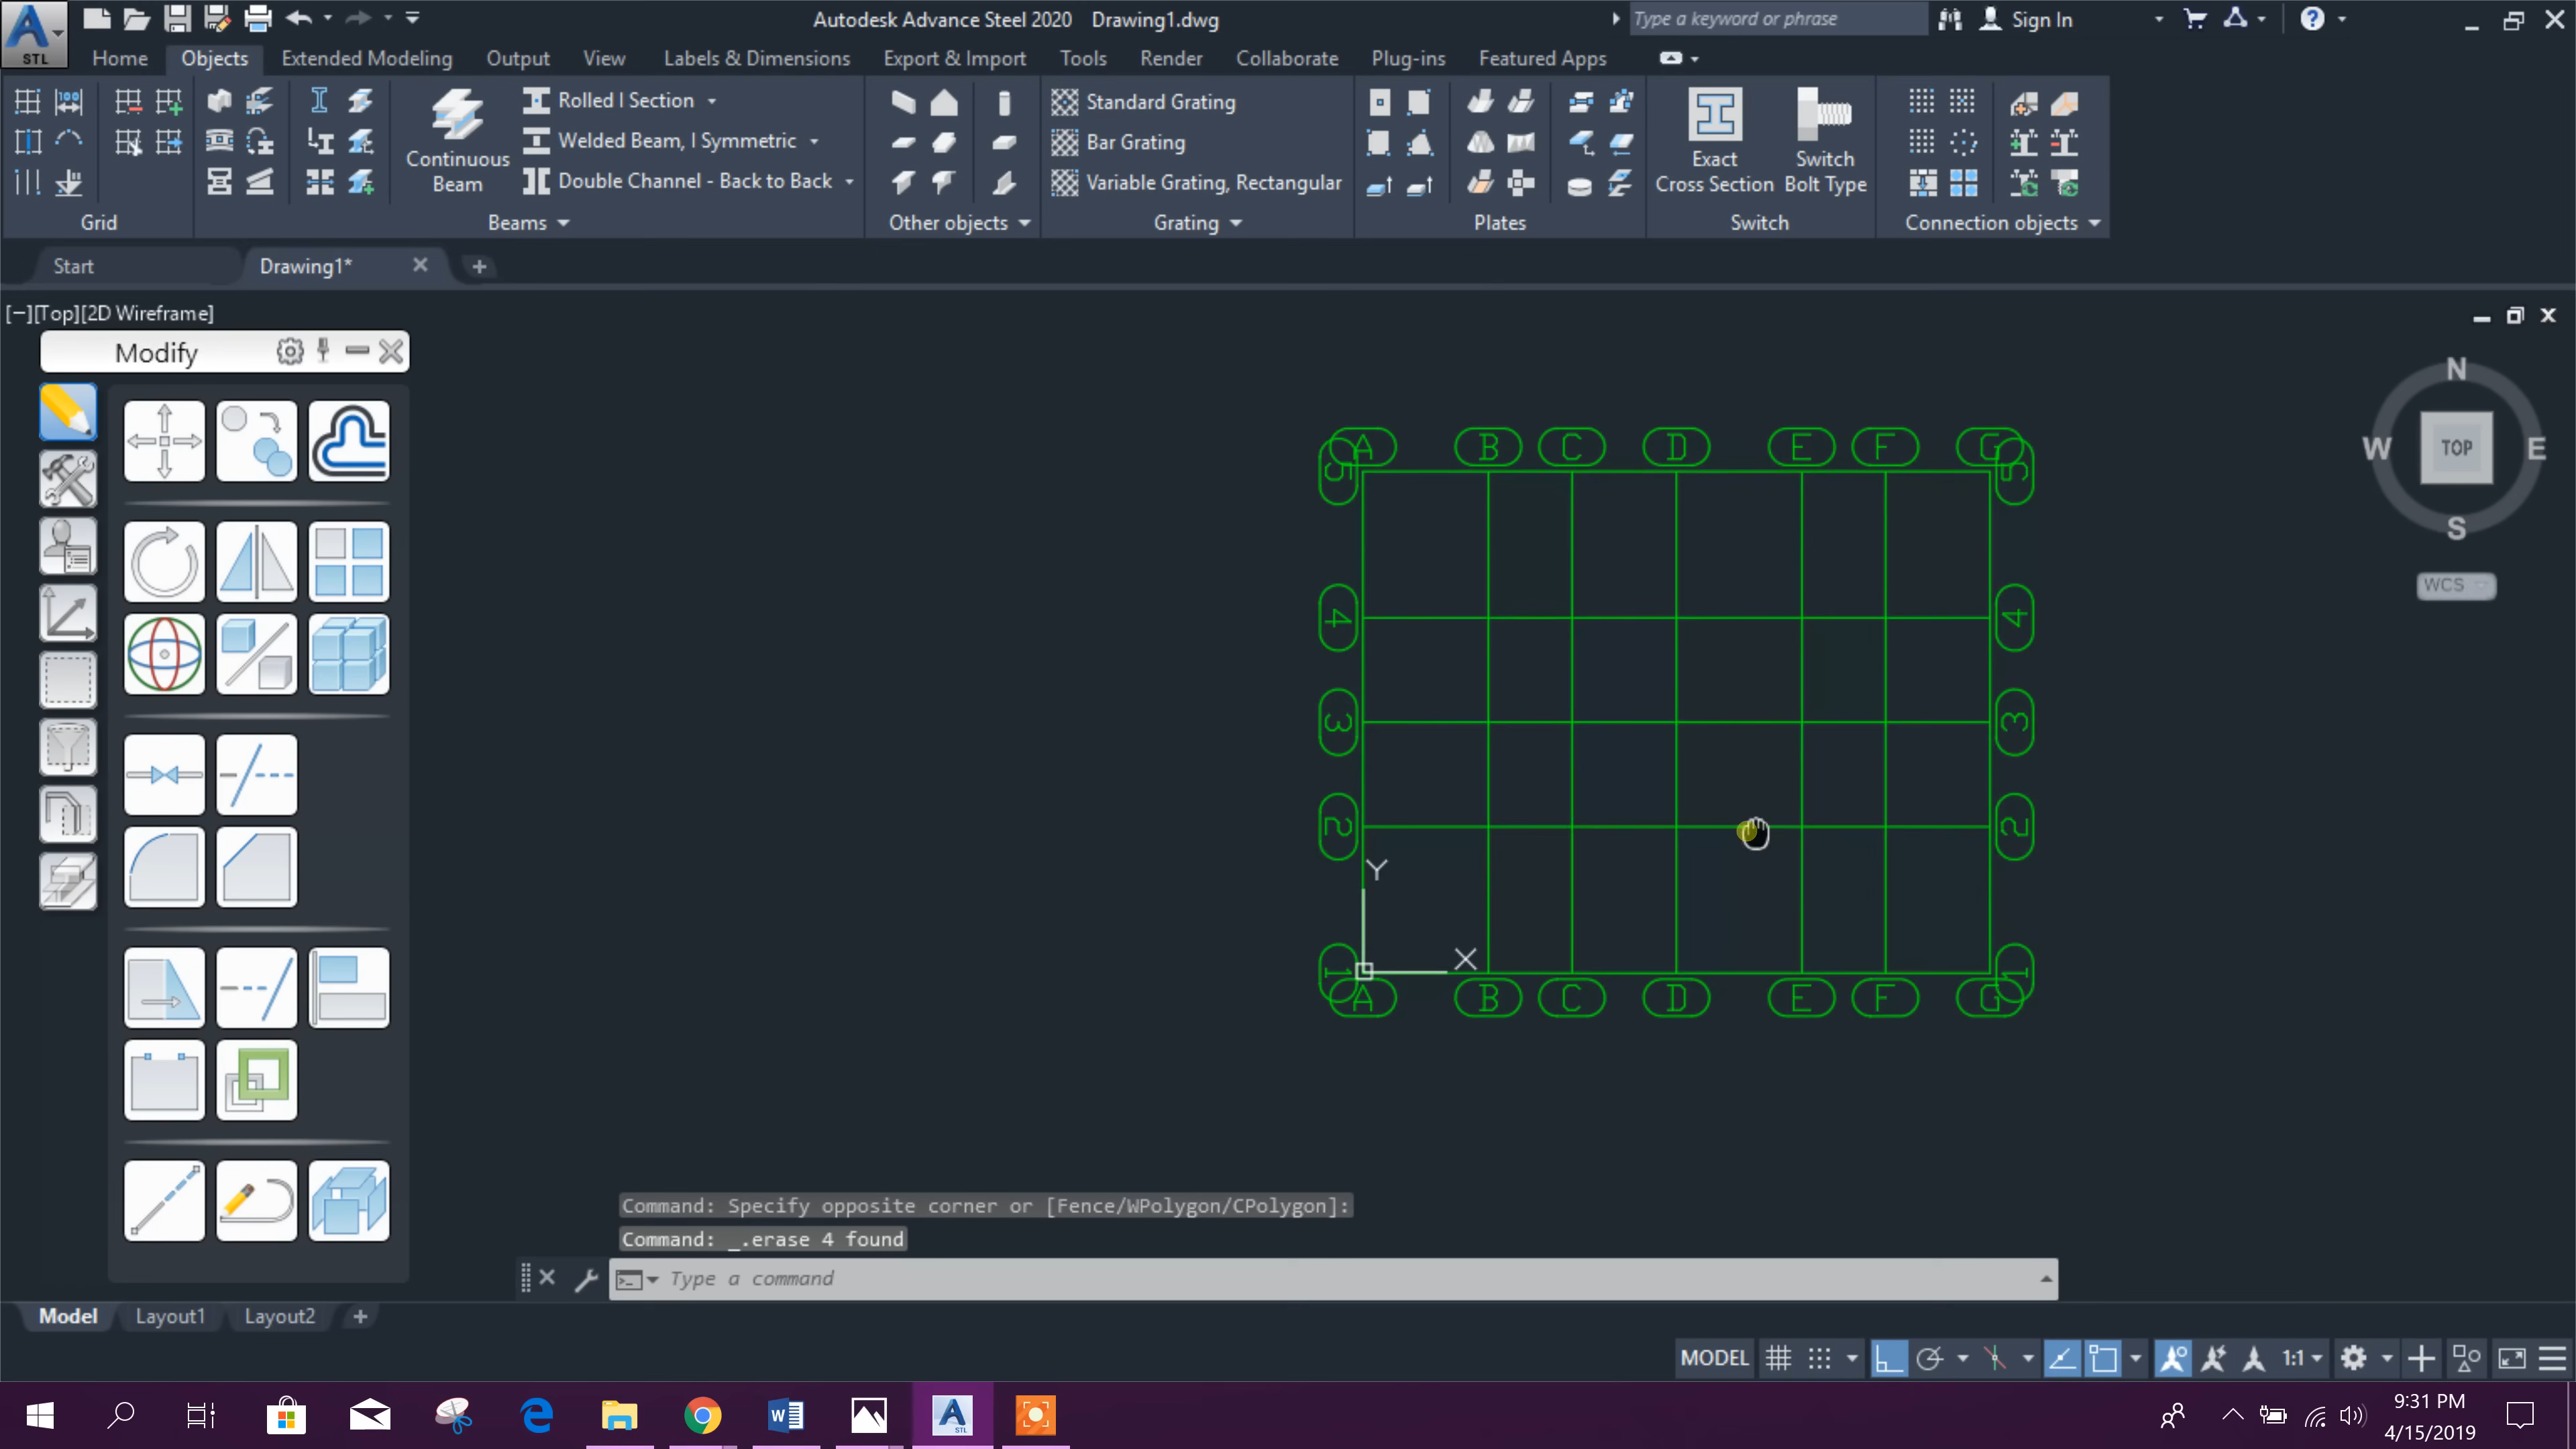 Autodesk Advance Steel 2020 Drawing1.dwg
Type a keyword or phrase
Sign In
STL
Home Objects Extended Modeling Output View Labels & Dimensions Export & Import Tools Render Collaborate Plug-ins Featured Apps
Continuous Beam
Rolled I Section
Welded Beam, I Symmetric
Double Channel - Back to Back
Standard Grating
Bar Grating
Variable Grating, Rectangular
Exact Cross Section
Switch Bolt Type
Grid Beams Other objects Grating Plates Switch Connection objects
Start Drawing1*
[−][Top][2D Wireframe]
Modify
N
W TOP E
S
WCS
A B C D E F G
5 5
4 4
3 3
2 2
Y
X
1 1
A B C D E F G
Command: Specify opposite corner or [Fence/WPolygon/CPolygon]:
Command: _.erase 4 found
Type a command
Model Layout1 Layout2
MODEL 1:1
9:31 PM
4/15/2019